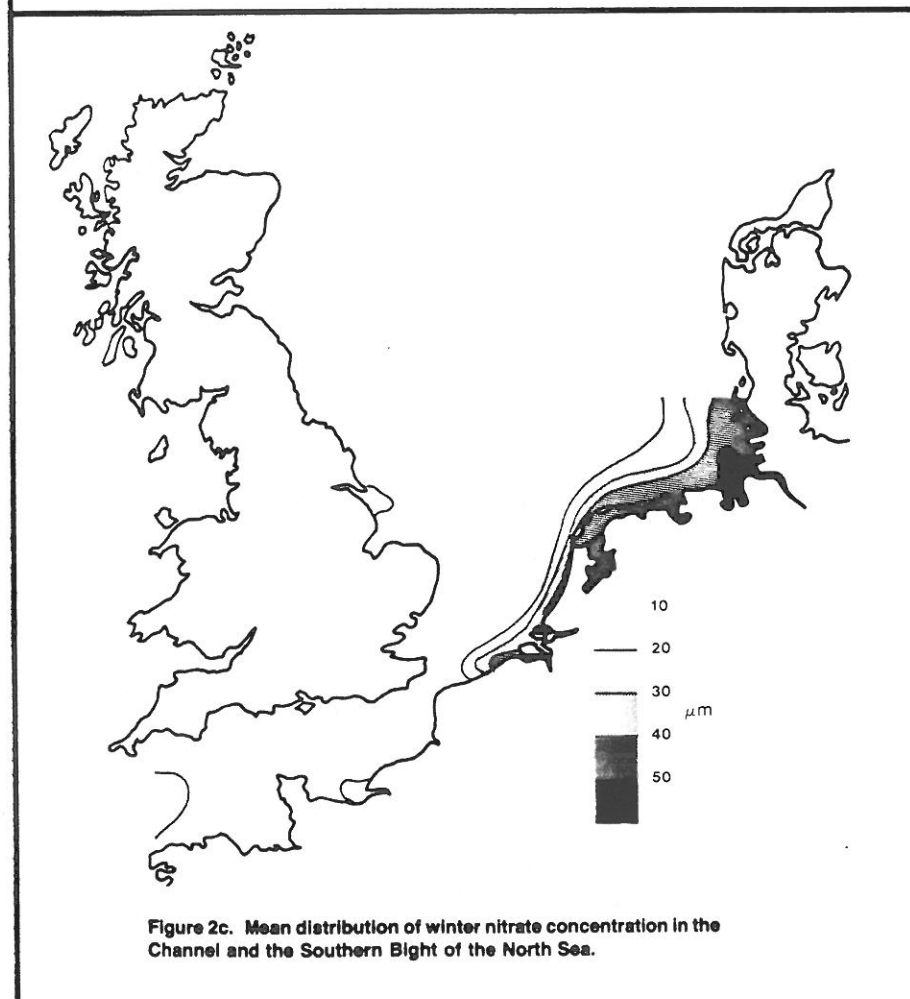 10
20
30
μm
40
50
Figure 2c. Mean distribution of winter nitrate concentration in the
Channel and the Southern Bight of the North Sea.